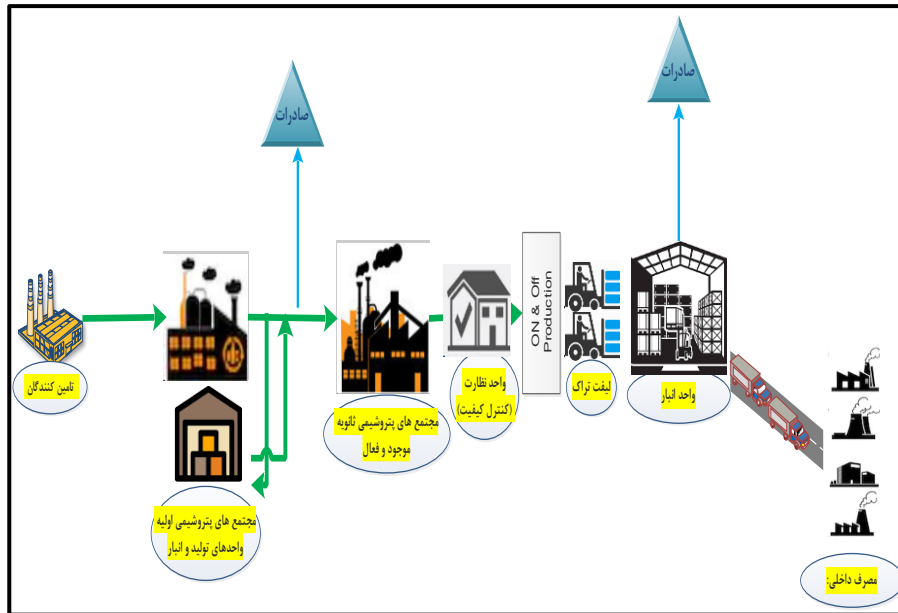 صادرات
صادرات
ON & Off
Production
تامین کنندگان
مجتمع های پتروشیمی اولیه
واحدهای تولید و انبار
مجتمع های پتروشیمی ثانویه
موجود و فعال
واحد نظارت
(کنترل کیفیت)
لیفت تراک
واحد انبار
مصرف داخلی: